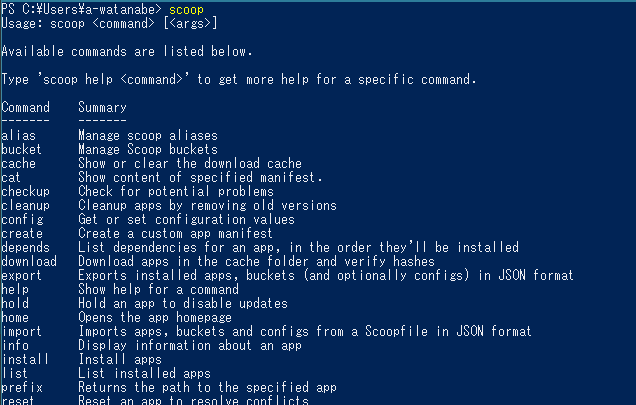 PS C:¥Users¥a-watanabe> scoop
Usage: scoop <command> [<args>]
Available commands are listed below.
Type 'scoop help <command>' to get more help for a specific command.
Command Summary
------- -------
alias Manage scoop aliases
bucket Manage Scoop buckets
cache Show or clear the download cache
cat Show content of specified manifest.
checkup Check for potential problems
cleanup Cleanup apps by removing old versions
config Get or set configuration values
create Create a custom app manifest
depends List dependencies for an app, in the order they'll be installed
download Download apps in the cache folder and verify hashes
export Exports installed apps, buckets (and optionally configs) in JSON format
help Show help for a command
hold Hold an app to disable updates
home Opens the app homepage
import Imports apps, buckets and configs from a Scoopfile in JSON format
info Display information about an app
install Install apps
list List installed apps
prefix Returns the path to the specified app
reset Reset an app to resolve conflicts